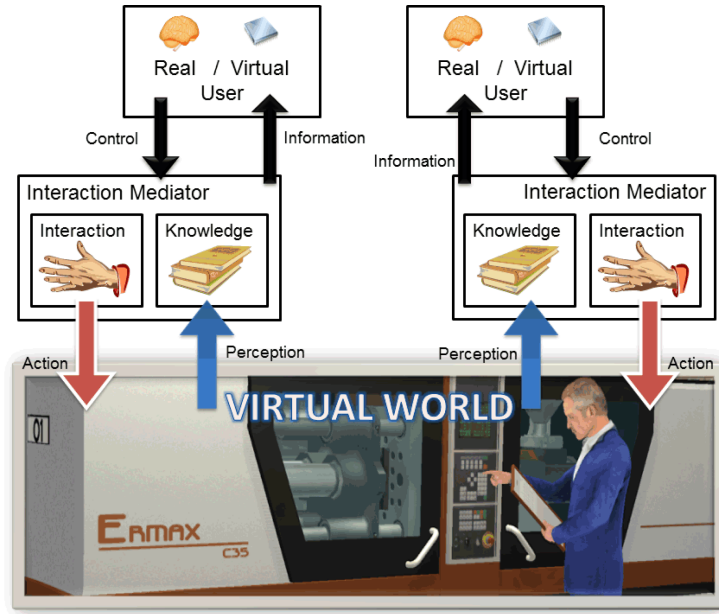 Real / Virtual
User
Real / Virtual
User
Control
Information
Information
Control
Interaction Mediator
Interaction Mediator
Interaction
Knowledge
Knowledge
Interaction
Action
Perception
Perception
Action
VIRTUAL WORLD
01
ERMAX
C35